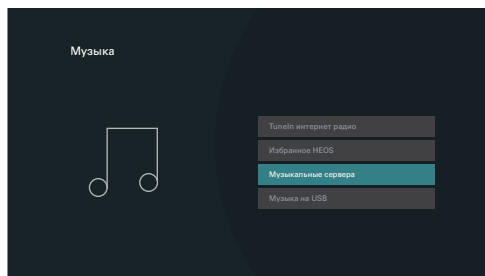 Музыка
TuneIn интернет радио
Избранное HEOS
Музыкальные сервера
Музыка на USB